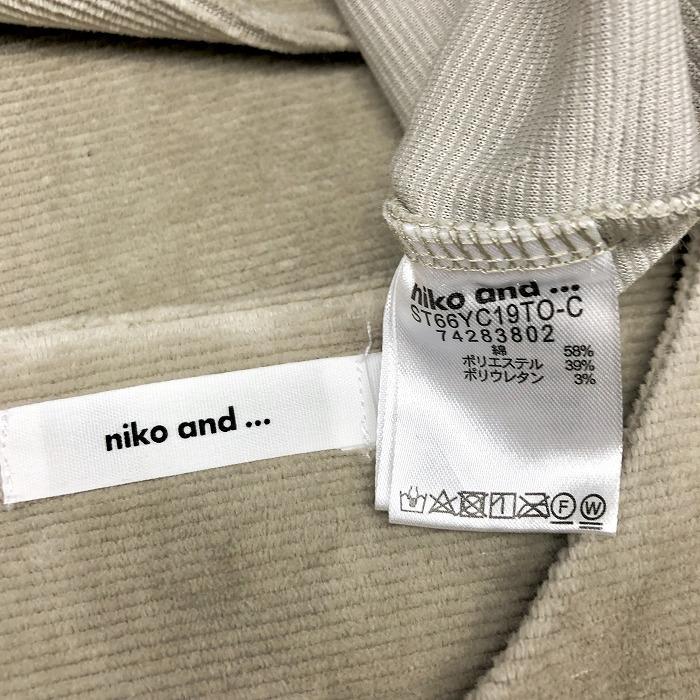 niko and ...
niko and ...
ST66YC19TO-C
74283802
綿 58%
ポリエステル 39%
ポリウレタン 3%
F W